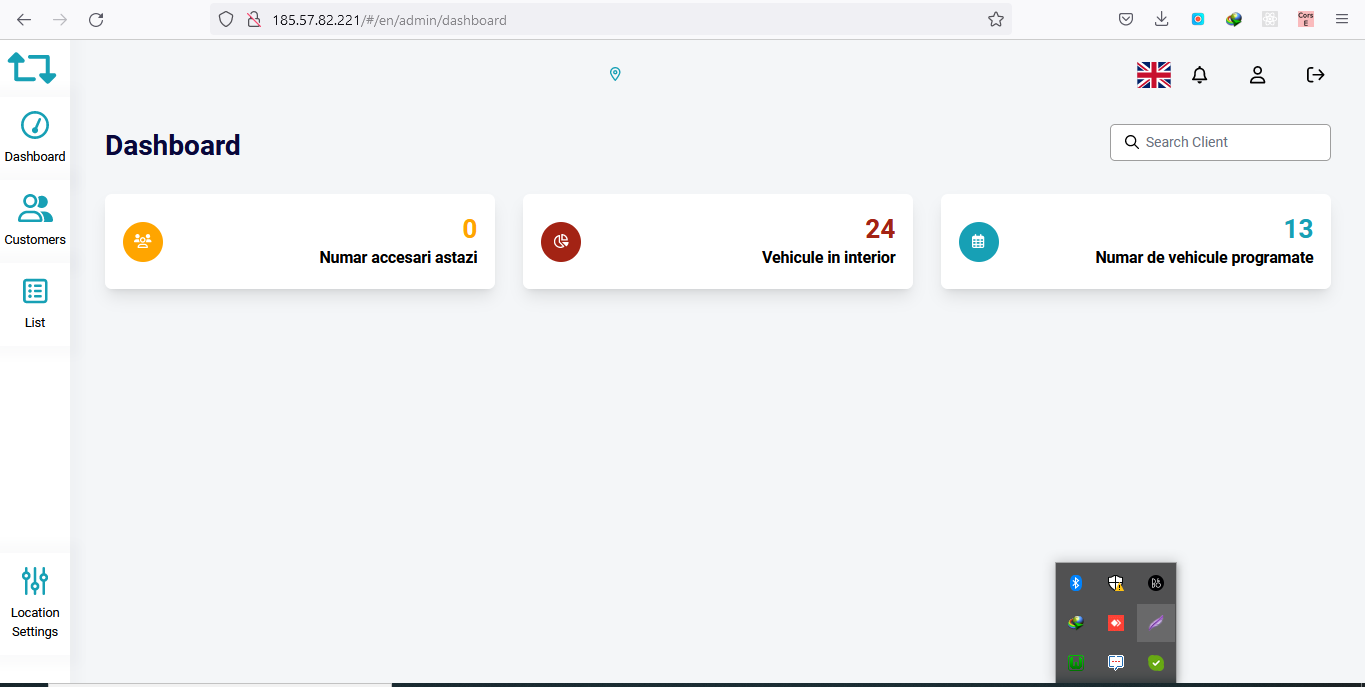 185.57.82.221/#/en/admin/dashboard
Cors
E
Dashboard
Search Client
Dashboard
0
Numar accesari astazi
24
Vehicule in interior
13
Numar de vehicule programate
Customers
List
Location
Settings